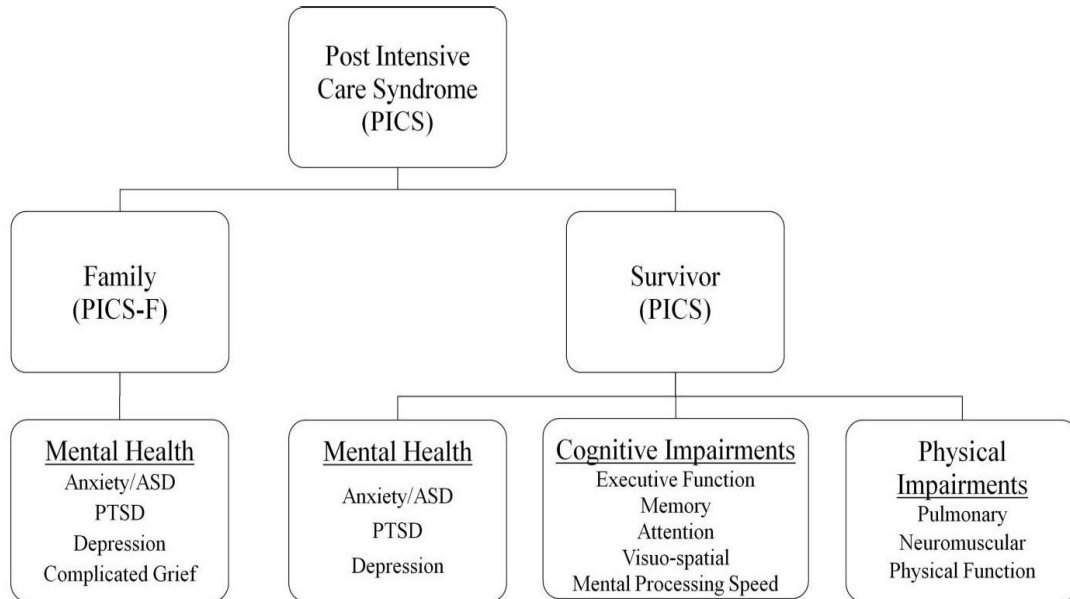 Post Intensive
Care Syndrome
(PICS)
Family
(PICS-F)
Survivor
(PICS)
Mental Health
Anxiety/ASD
PTSD
Depression
Complicated Grief
Mental Health
Anxiety/ASD
PTSD
Depression
Cognitive Impairments
Executive Function
Memory
Attention
Visuo-spatial
Mental Processing Speed
Physical
Impairments
Pulmonary
Neuromuscular
Physical Function